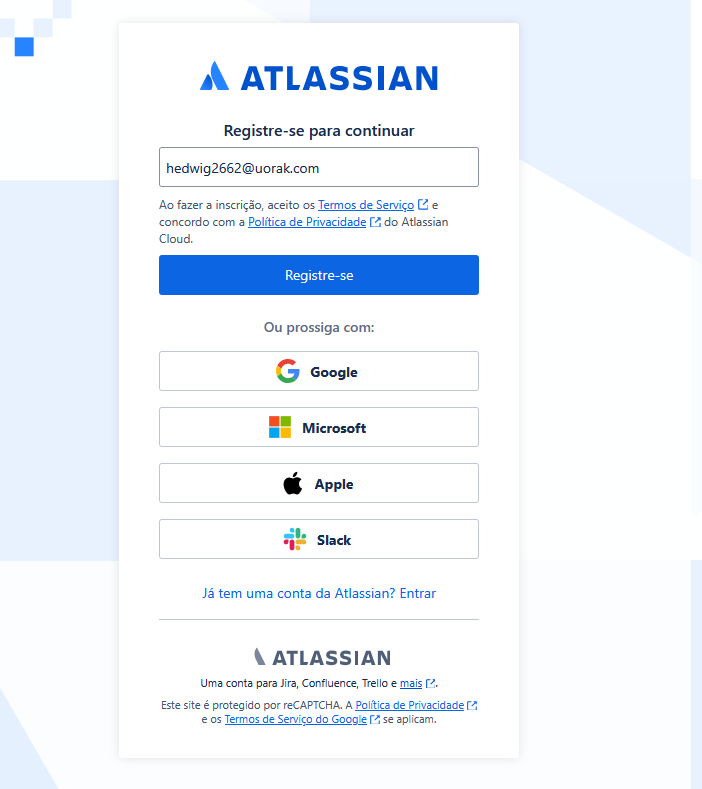 ATLASSIAN
Registre-se para continuar
hedwig2662@uorak.com
Ao fazer a inscrição, aceito os Termos de Serviço e
concordo com a Política de Privacidade do Atlassian
Cloud.
Registre-se
Ou prossiga com:
Google
Microsoft
Apple
Slack
Já tem uma conta da Atlassian? Entrar
ATLASSIAN
Uma conta para Jira, Confluence, Trello e mais .
Este site é protegido por reCAPTCHA. A Política de Privacidade
e os Termos de Serviço do Google se aplicam.